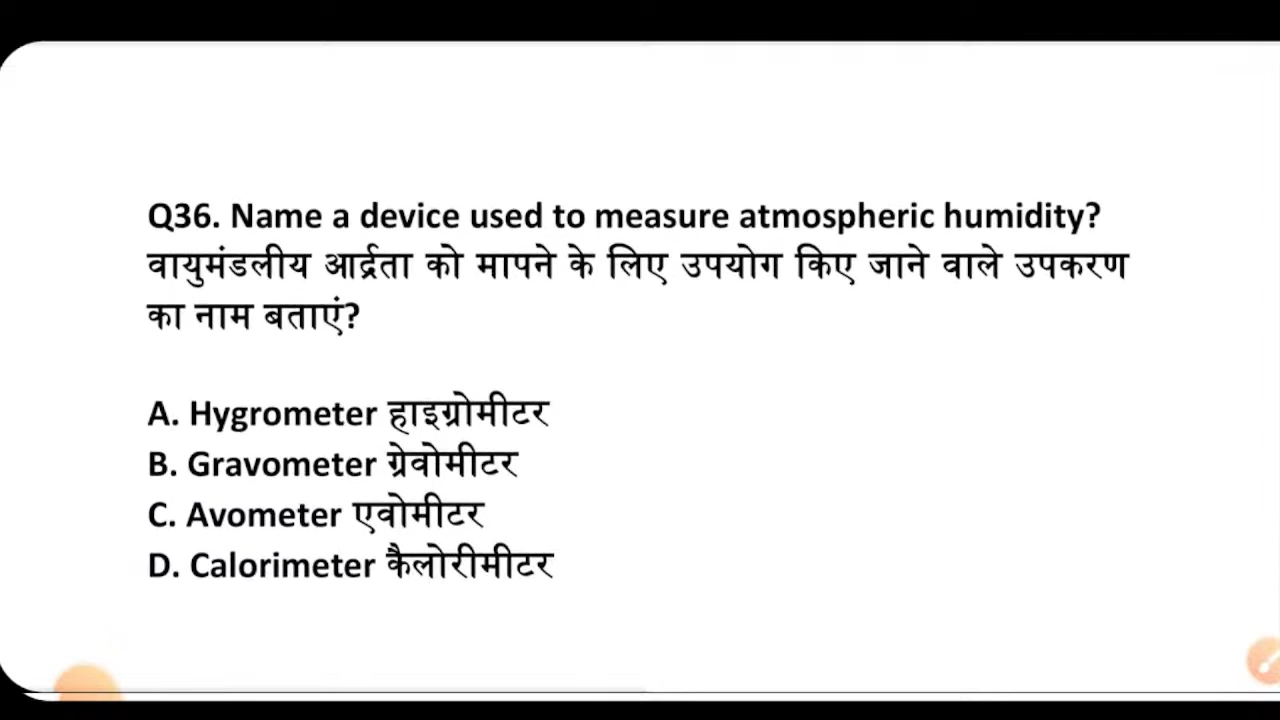 Q36. Name a device used to measure atmospheric humidity?
वायुमंडलीय आर्द्रता को मापने के लिए उपयोग किए जाने वाले उपकरण
का नाम बताएं?
A. Hygrometer हाइग्रोमीटर
B. Gravometer ग्रेवोमीटर
C. Avometer एवोमीटर
D. Calorimeter कैलोरीमीटर